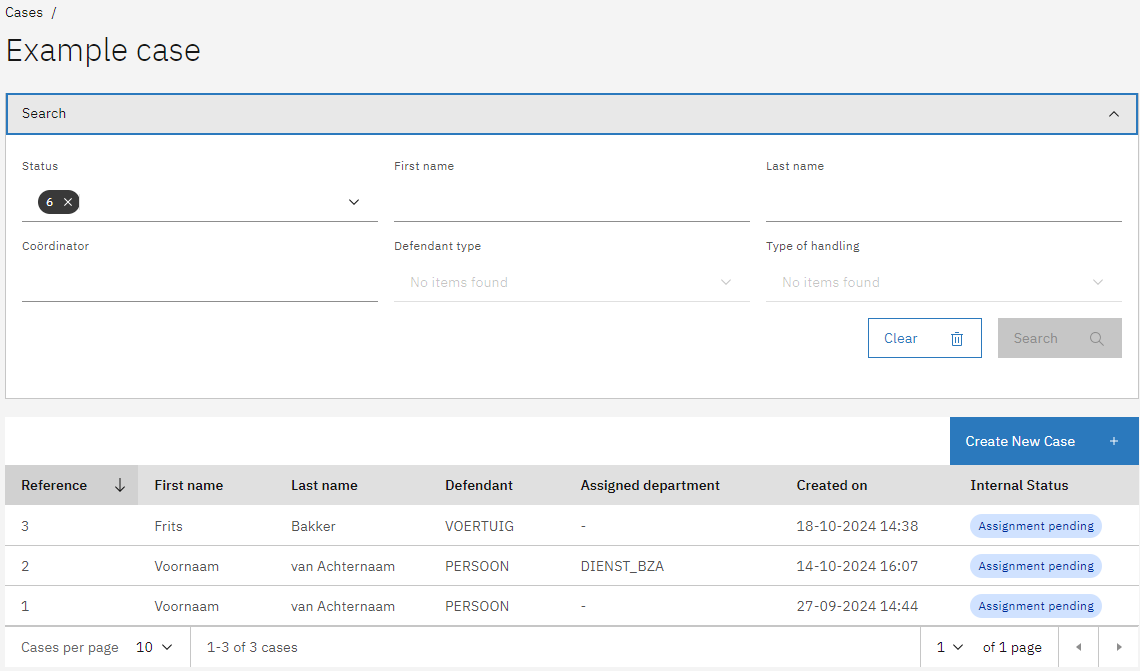 Cases /
Example case
Search
Status First name Last name
6
Coördinator Defendant type Type of handling
No items found No items found
Clear Search
Create New Case +
Reference First name Last name Defendant Assigned department Created on Internal Status
3 Frits Bakker VOERTUIG - 18-10-2024 14:38 Assignment pending
2 Voornaam van Achternaam PERSOON DIENST_BZA 14-10-2024 16:07 Assignment pending
1 Voornaam van Achternaam PERSOON - 27-09-2024 14:44 Assignment pending
Cases per page 10 1-3 of 3 cases 1 of 1 page